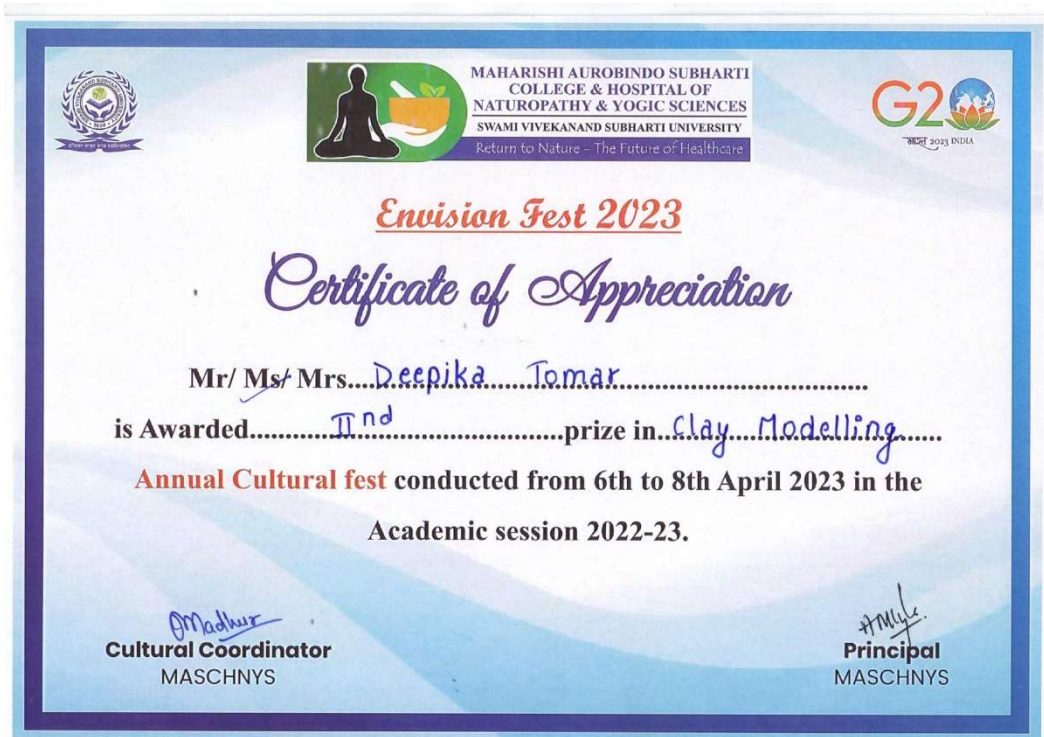 MAHARISHI AUROBINDO SUBHARTI
COLLEGE & HOSPITAL OF
NATUROPATHY & YOGIC SCIENCES
SWAMI VIVEKANAND SUBHARTI UNIVERSITY
Return to Nature - The Future of Healthcare
G20
भारत 2023 INDIA
Envision Fest 2023
Certificate of Appreciation
Mr/ Ms/ Mrs....Deepika Tomar
is Awarded....IInd....prize in..Clay Modelling....
Annual Cultural fest conducted from 6th to 8th April 2023 in the
Academic session 2022-23.
Madhur
Cultural Coordinator
MASCHNYS
Principal
MASCHNYS